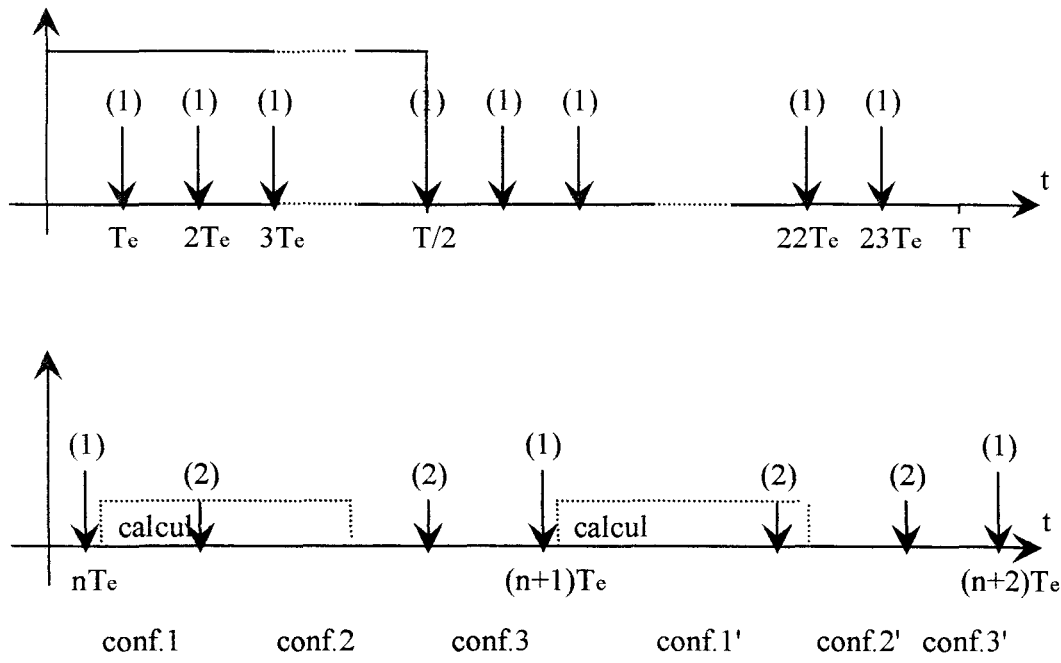 (1) (1) (1) (1) (1) (1) (1) (1)
t
Te 2Te 3Te T/2 22Te 23Te T
(1) (2) (2) (1) (2) (2) (1)
calcul calcul
t
nTe (n+1)Te (n+2)Te
conf.1 conf.2 conf.3 conf.1' conf.2' conf.3'